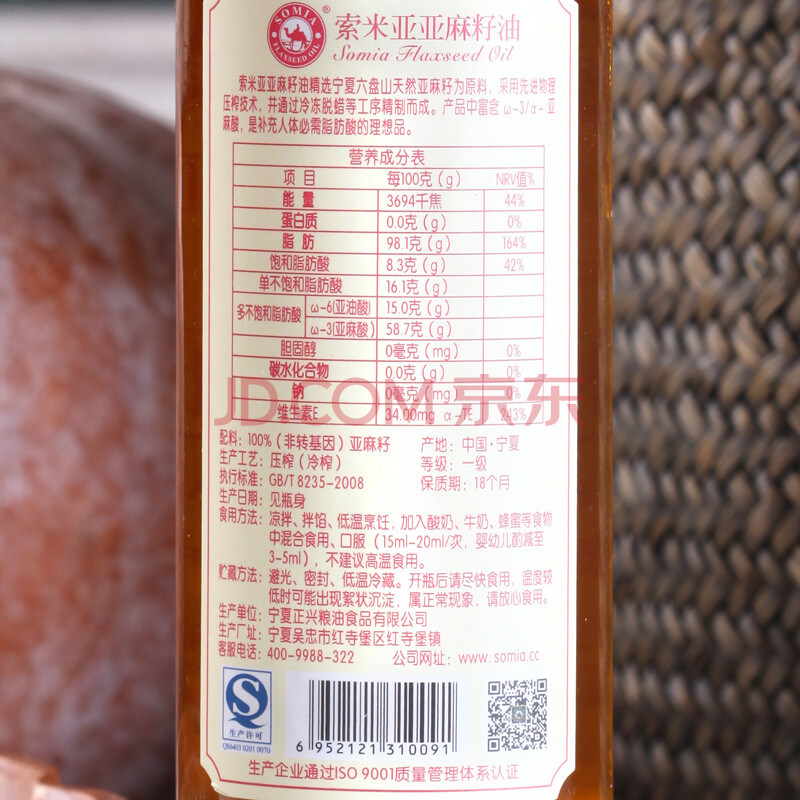 SOMIA
FLAXSEED OIL
®
索米亚亚麻籽油
Somia Flaxseed Oil
索米亚亚麻籽油精选宁夏六盘山天然亚麻籽为原料，采用先进物理
压榨技术，并通过冷冻脱蜡等工序精制而成。产品中富含 ω-3/α-亚
麻酸，是补充人体必需脂肪酸的理想品。
营养成分表
项 目 每100克（g） NRV值%
能 量 3694千焦 44%
蛋白质 0.0克（g） 0%
脂 肪 98.1克（g） 164%
饱和脂肪酸 8.3克（g） 42%
单不饱和脂肪酸 16.1克（g）
多不饱和脂肪酸 ω-6(亚油酸) 15.0克（g）
ω-3(亚麻酸) 58.7克（g）
胆固醇 0毫克（mg） 0%
碳水化合物 0.0克（g） 0%
钠 0毫克（mg） 0%
维生素E 34.00mg α-TE 243%
JD.COM 京东
配料：100%（非转基因）亚麻籽 产地：中国·宁夏
生产工艺：压榨（冷榨） 等级：一级
执行标准：GB/T 8235-2008 保质期：18个月
生产日期：见瓶身
食用方法：凉拌、拌馅、低温烹饪，加入酸奶、牛奶、蜂蜜等食物
中混合食用、口服（15ml-20ml/次，婴幼儿酌减至
3-5ml），不建议高温食用。
贮藏方法：避光、密封、低温冷藏。开瓶后请尽快食用，温度较
低时可能出现絮状沉淀，属正常现象，请放心食用。
生产单位：宁夏正兴粮油食品有限公司
生产厂址：宁夏吴忠市红寺堡区红寺堡镇
客服电话：400-9988-322 公司网址：www.somia.cc
生产许可
QS6403 0201 0070
6 952121 310091
生产企业通过ISO 9001质量管理体系认证